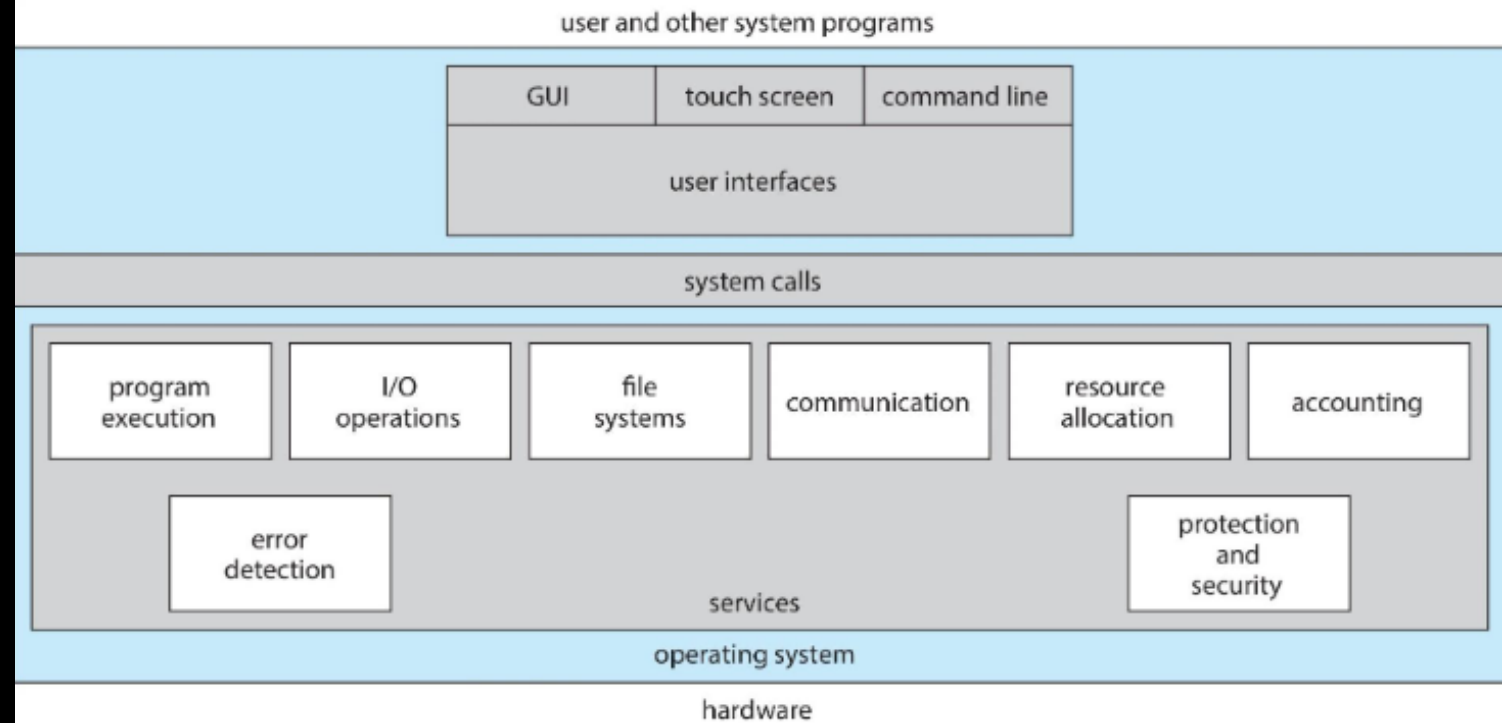 user and other system programs
GUI
touch screen
command line
user interfaces
system calls
program
execution
I/O
operations
file
systems
communication
resource
allocation
accounting
error
detection
protection
and
security
services
operating system
hardware